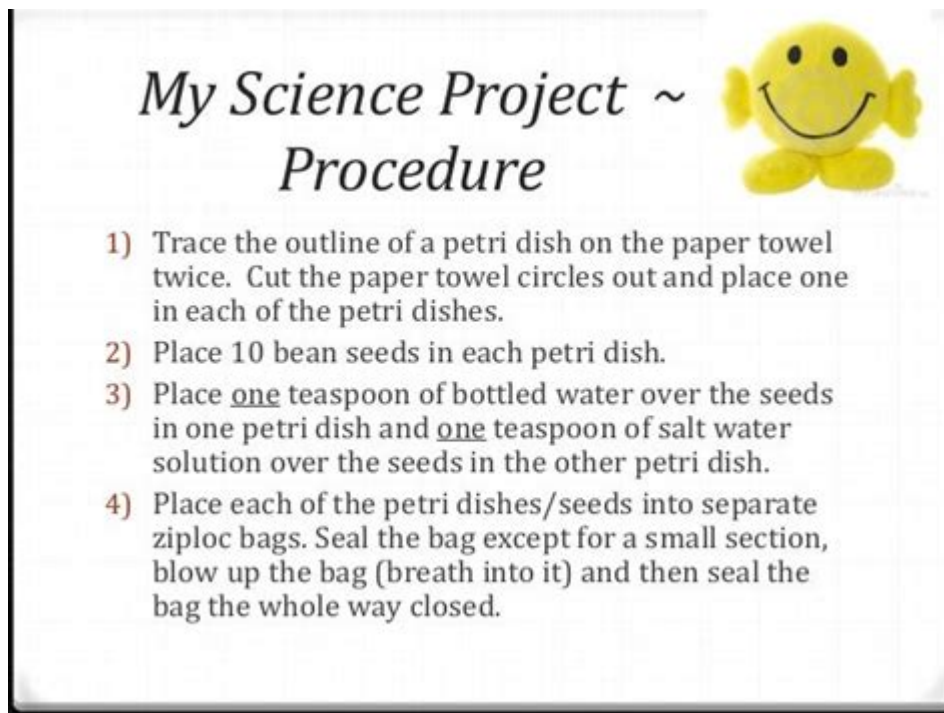 My Science Project ~
Procedure
1) Trace the outline of a petri dish on the paper towel
twice. Cut the paper towel circles out and place one
in each of the petri dishes.
2) Place 10 bean seeds in each petri dish.
3) Place one teaspoon of bottled water over the seeds
in one petri dish and one teaspoon of salt water
solution over the seeds in the other petri dish.
4) Place each of the petri dishes/seeds into separate
ziploc bags. Seal the bag except for a small section,
blow up the bag (breath into it) and then seal the
bag the whole way closed.